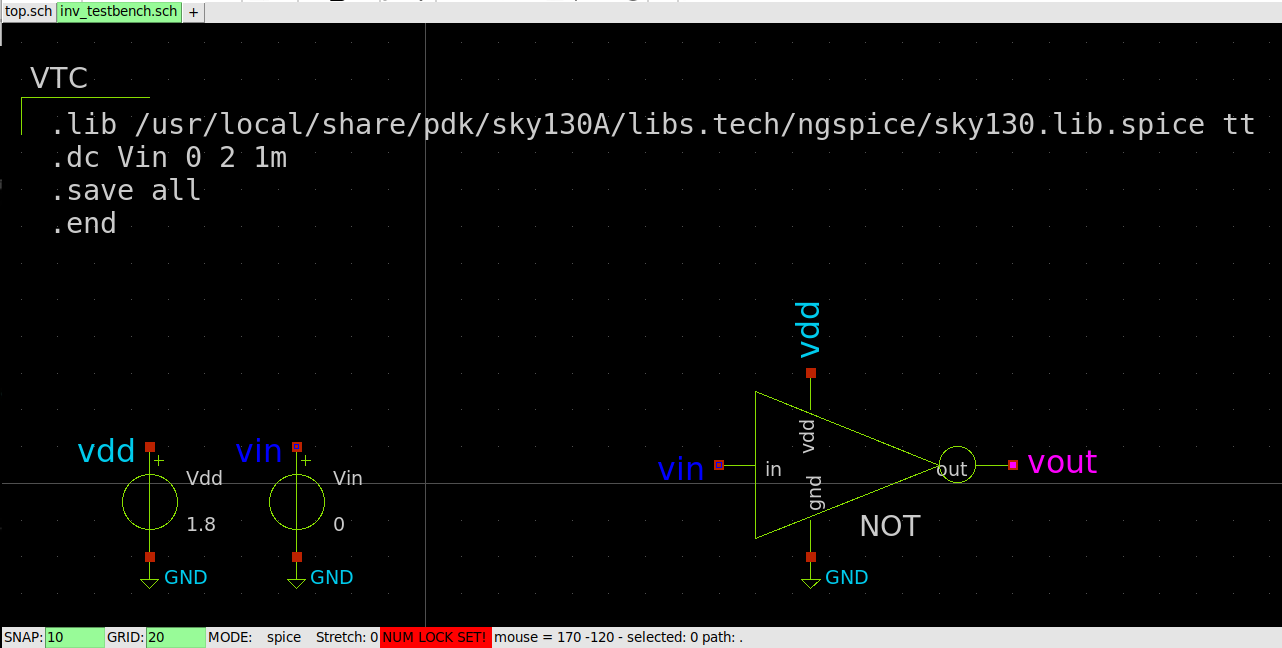 top.sch inv_testbench.sch +
VTC
.lib /usr/local/share/pdk/sky130A/libs.tech/ngspice/sky130.lib.spice tt
.dc Vin 0 2 1m
.save all
.end
vdd
vdd
vin
Vdd
Vin
1.8
0
GND
GND
vin
in
vdd
gnd
out
vout
NOT
GND
SNAP: 10 GRID: 20 MODE: spice Stretch: 0 NUM LOCK SET! mouse = 170 -120 - selected: 0 path: .